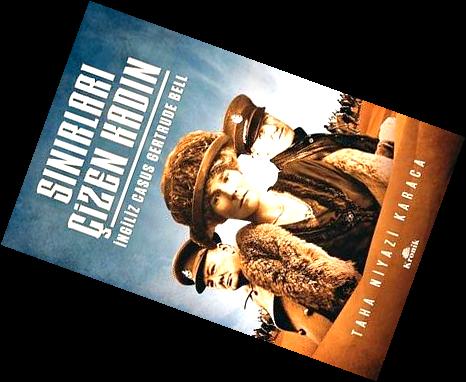 SINIRLARI
ÇİZEN KADIN
İNGİLİZ CASUS GERTRUDE BELL
TAHA NİYAZİ KARACA
Kronik